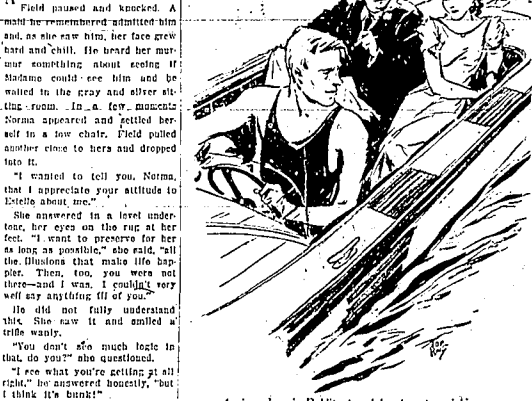 Field paused and knocked. A
maid he remembered admitted him
and, as she saw him, her face grew
hard and chill. He heard her mur-
mur something about seeing if
Madame could see him and he
waited in the gray and silver sit-
ting room. In a few moments
Norma appeared and settled her-
self in a low chair. Field pulled
another close to hers and dropped
into it.
"I wanted to tell you, Norma,
that I appreciate your attitude to
Estelle about me."
She answered in a level under-
tone, her eyes on the rug at her
feet. "I want to preserve for her
as long as possible," she said, "all
the illusions that make life hap-
pier. Then, too, you were not
there—and I was. I couldn't very
well say anything ill of you."
He did not fully understand
this. She saw it and smiled a
trifle wanly.
"You don't see much logic in
that, do you?" she questioned.
"I see what you're getting at all
right," he answered honestly, "but
I think it's bunk!"